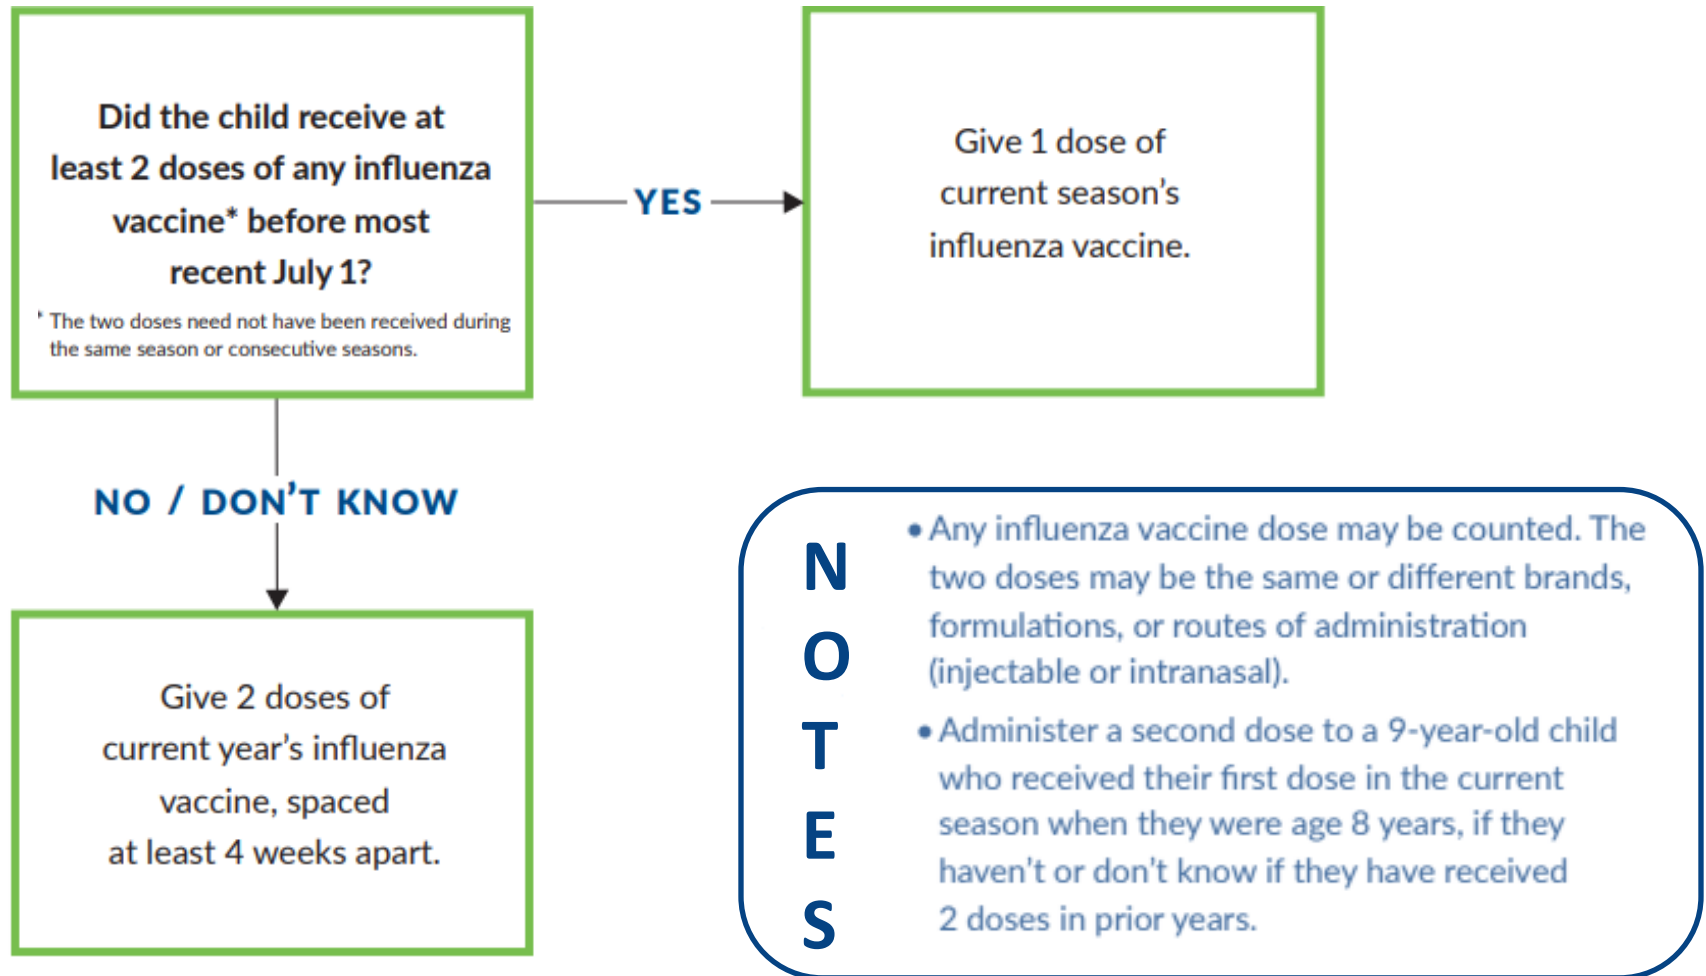 Did the child receive at
least 2 doses of any influenza
vaccine* before most
recent July 1?
* The two doses need not have been received during
the same season or consecutive seasons.
YES
Give 1 dose of
current season's
influenza vaccine.
NO / DON'T KNOW
Give 2 doses of
current year's influenza
vaccine, spaced
at least 4 weeks apart.
N
O
T
E
S
• Any influenza vaccine dose may be counted. The
two doses may be the same or different brands,
formulations, or routes of administration
(injectable or intranasal).
• Administer a second dose to a 9-year-old child
who received their first dose in the current
season when they were age 8 years, if they
haven't or don't know if they have received
2 doses in prior years.